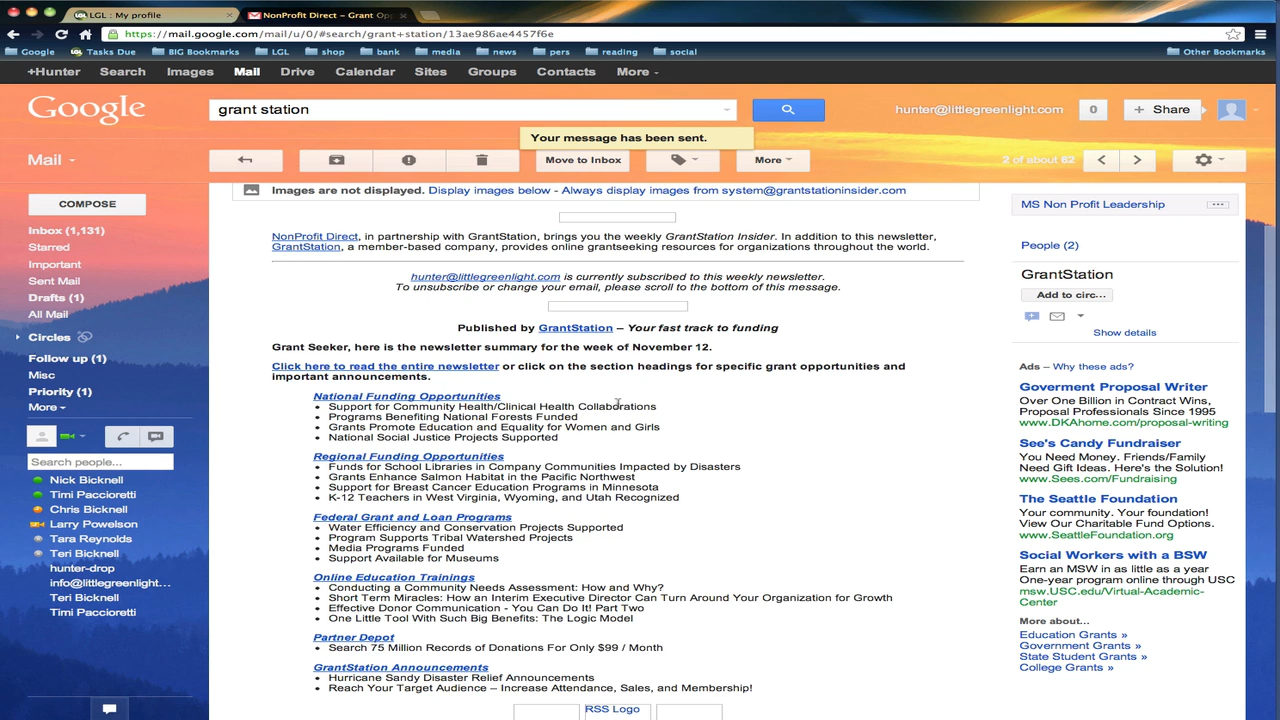 LGL : My profile
NonProfit Direct – Grant Op
https://mail.google.com/mail/u/0/#search/grant+station/13ae986ae4457f6e
Google Tasks Due BIG Bookmarks LGL shop bank media news pers reading social Other Bookmarks
+Hunter Search Images Mail Drive Calendar Sites Groups Contacts More
Google
grant station
hunter@littlegreenlight.com 0 + Share
Your message has been sent.
Mail
Move to Inbox
More
2 of about 62
COMPOSE
Inbox (1,131)
Starred
Important
Sent Mail
Drafts (1)
All Mail
Circles
Follow up (1)
Misc
Priority (1)
More
Search people...
Nick Bicknell
Timi Paccioretti
Chris Bicknell
Larry Powelson
Tara Reynolds
Teri Bicknell
hunter-drop
info@littlegreenlight...
Teri Bicknell
Timi Paccioretti
Images are not displayed. Display images below - Always display images from system@grantstationinsider.com
NonProfit Direct, in partnership with GrantStation, brings you the weekly GrantStation Insider. In addition to this newsletter,
GrantStation, a member-based company, provides online grantseeking resources for organizations throughout the world.
hunter@littlegreenlight.com is currently subscribed to this weekly newsletter.
To unsubscribe or change your email, please scroll to the bottom of this message.
Published by GrantStation – Your fast track to funding
Grant Seeker, here is the newsletter summary for the week of November 12.
Click here to read the entire newsletter or click on the section headings for specific grant opportunities and
important announcements.
National Funding Opportunities
• Support for Community Health/Clinical Health Collaborations
• Programs Benefiting National Forests Funded
• Grants Promote Education and Equality for Women and Girls
• National Social Justice Projects Supported
Regional Funding Opportunities
• Funds for School Libraries in Company Communities Impacted by Disasters
• Grants Enhance Salmon Habitat in the Pacific Northwest
• Support for Breast Cancer Education Programs in Minnesota
• K-12 Teachers in West Virginia, Wyoming, and Utah Recognized
Federal Grant and Loan Programs
• Water Efficiency and Conservation Projects Supported
• Program Supports Tribal Watershed Projects
• Media Programs Funded
• Support Available for Museums
Online Education Trainings
• Conducting a Community Needs Assessment: How and Why?
• Short Term Miracles: How an Interim Executive Director Can Turn Around Your Organization for Growth
• Effective Donor Communication - You Can Do It! Part Two
• One Little Tool With Such Big Benefits: The Logic Model
Partner Depot
• Search 75 Million Records of Donations For Only $99 / Month
GrantStation Announcements
• Hurricane Sandy Disaster Relief Announcements
• Reach Your Target Audience – Increase Attendance, Sales, and Membership!
RSS Logo
MS Non Profit Leadership
People (2)
GrantStation
Add to circ...
Show details
Ads – Why these ads?
Goverment Proposal Writer
Over One Billion in Contract Wins,
Proposal Professionals Since 1995
www.DKAhome.com/proposal-writing
See's Candy Fundraiser
You Need Money. Friends/Family
Need Gift Ideas. Here's the Solution!
www.Sees.com/Fundraising
The Seattle Foundation
Your community. Your foundation!
View Our Charitable Fund Options.
www.SeattleFoundation.org
Social Workers with a BSW
Earn an MSW in as little as a year
One-year program online through USC
msw.USC.edu/Virtual-Academic-
Center
More about...
Education Grants »
Government Grants »
State Student Grants »
College Grants »